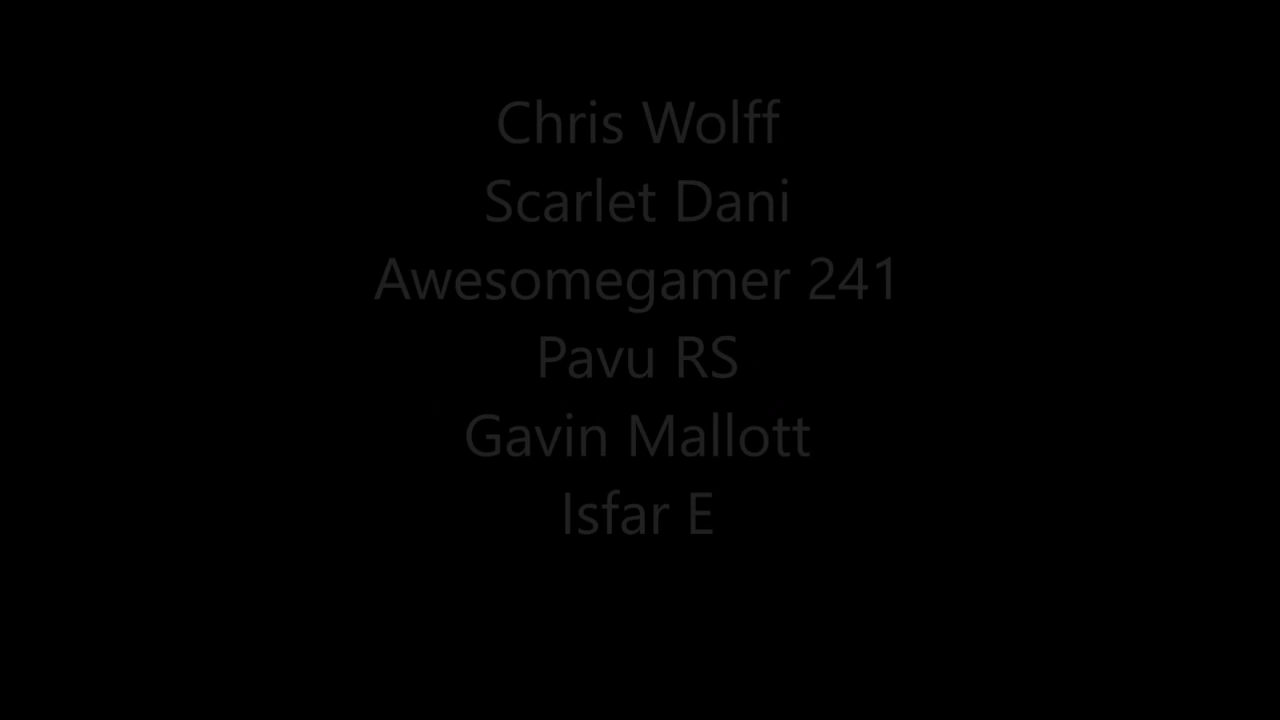 Chris Wolff
Scarlet Dani
Awesomegamer 241
Pavu RS
Gavin Mallott
Isfar E